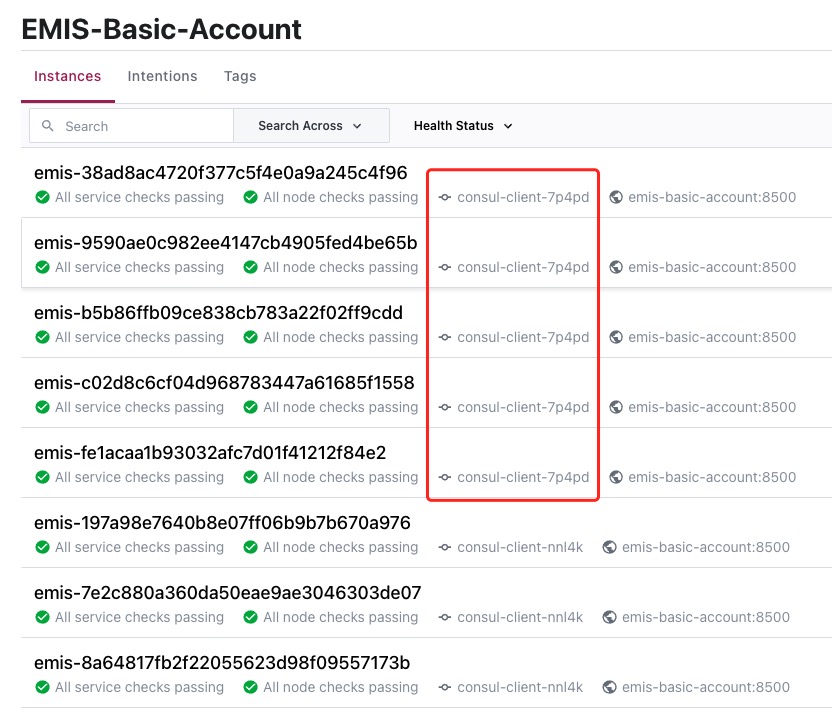 EMIS-Basic-Account
Instances Intentions Tags
Search Search Across Health Status
emis-38ad8ac4720f377c5f4e0a9a245c4f96
All service checks passing All node checks passing consul-client-7p4pd emis-basic-account:8500
emis-9590ae0c982ee4147cb4905fed4be65b
All service checks passing All node checks passing consul-client-7p4pd emis-basic-account:8500
emis-b5b86ffb09ce838cb783a22f02ff9cdd
All service checks passing All node checks passing consul-client-7p4pd emis-basic-account:8500
emis-c02d8c6cf04d968783447a61685f1558
All service checks passing All node checks passing consul-client-7p4pd emis-basic-account:8500
emis-fe1acaa1b93032afc7d01f41212f84e2
All service checks passing All node checks passing consul-client-7p4pd emis-basic-account:8500
emis-197a98e7640b8e07ff06b9b7b670a976
All service checks passing All node checks passing consul-client-nnl4k emis-basic-account:8500
emis-7e2c880a360da50eae9ae3046303de07
All service checks passing All node checks passing consul-client-nnl4k emis-basic-account:8500
emis-8a64817fb2f22055623d98f09557173b
All service checks passing All node checks passing consul-client-nnl4k emis-basic-account:8500